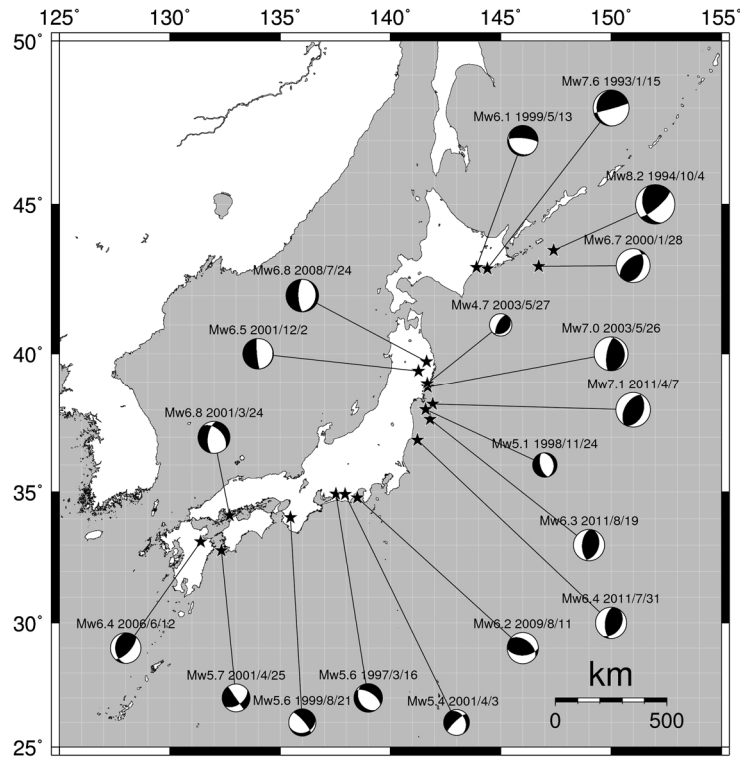 125° 130° 135° 140° 145° 150° 155°
50°
Mw7.6 1993/1/15
Mw6.1 1999/5/13
Mw8.2 1994/10/4
45°
Mw6.7 2000/1/28
Mw6.8 2008/7/24
Mw4.7 2003/5/27
Mw6.5 2001/12/2
Mw7.0 2003/5/26
40°
Mw7.1 2011/4/7
Mw6.8 2001/3/24
Mw5.1 1998/11/24
35°
Mw6.3 2011/8/19
Mw6.4 2011/7/31
30°
Mw6.4 2006/6/12
Mw6.2 2009/8/11
Mw5.7 2001/4/25
Mw5.6 1997/3/16
km
Mw5.6 1999/8/21
Mw5.4 2001/4/3
0 500
25°